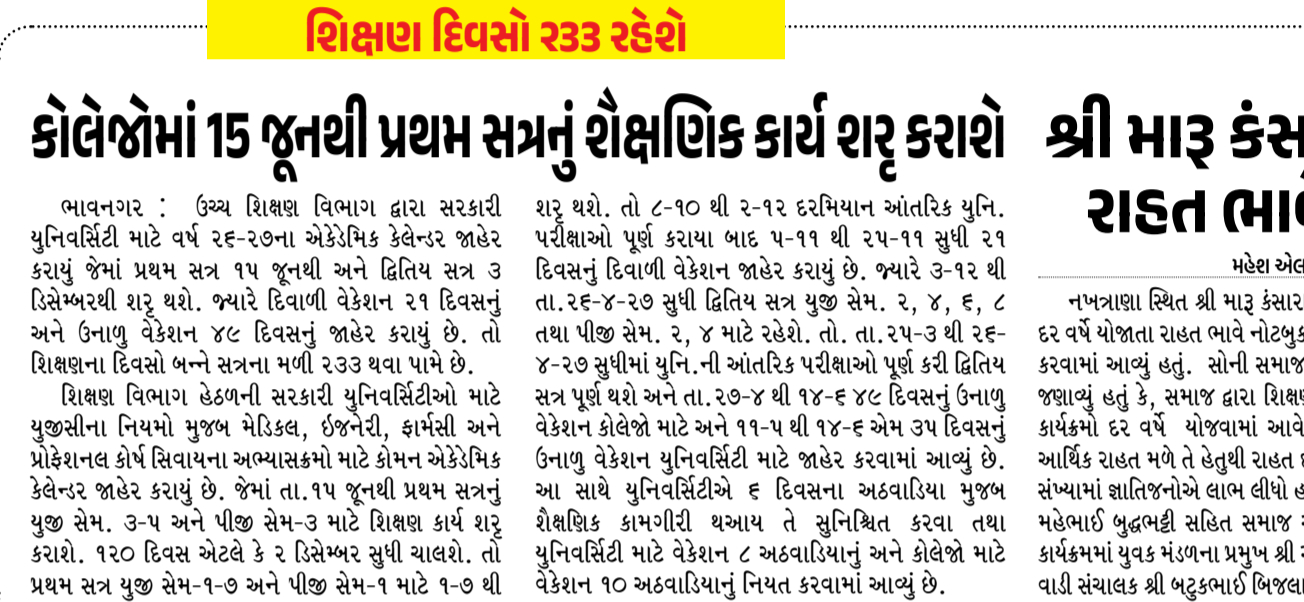 શિક્ષણ દિવસો ૨૩૩ રહેશે
કોલેજોમાં 15 જૂનથી પ્રથમ સત્રનું શૈક્ષણિક કાર્ય શરૂ કરાશે
ભાવનગર : ઉચ્ચ શિક્ષણ વિભાગ દ્વારા સરકારી
યુનિવર્સિટી માટે વર્ષ ૨૬-૨૭ના એકેડેમિક કેલેન્ડર જાહેર
કરાયું જેમાં પ્રથમ સત્ર ૧૫ જૂનથી અને દ્વિતિય સત્ર ૩
ડિસેમ્બરથી શરૂ થશે. જ્યારે દિવાળી વેકેશન ૨૧ દિવસનું
અને ઉનાળુ વેકેશન ૪૯ દિવસનું જાહેર કરાયું છે. તો
શિક્ષણના દિવસો બન્ને સત્રના મળી ૨૩૩ થવા પામે છે.
શિક્ષણ વિભાગ હેઠળની સરકારી યુનિવર્સિટીઓ માટે
યુજીસીના નિયમો મુજબ મેડિકલ, ઇજનેરી, ફાર્મસી અને
પ્રોફેશનલ કોર્ષ સિવાયના અભ્યાસક્રમો માટે કોમન એકેડેમિક
કેલેન્ડર જાહેર કરાયું છે. જેમાં તા.૧૫ જૂનથી પ્રથમ સત્રનું
યુજી સેમ. ૩-૫ અને પીજી સેમ-૩ માટે શિક્ષણ કાર્ય શરૂ
કરાશે. ૧૨૦ દિવસ એટલે કે ૨ ડિસેમ્બર સુધી ચાલશે. તો
પ્રથમ સત્ર યુજી સેમ-૧-૭ અને પીજી સેમ-૧ માટે ૧-૭ થી
શરૂ થશે. તો ૮-૧૦ થી ૨-૧૨ દરમિયાન આંતરિક યુનિ.
પરીક્ષાઓ પૂર્ણ કરાયા બાદ ૫-૧૧ થી ૨૫-૧૧ સુધી ૨૧
દિવસનું દિવાળી વેકેશન જાહેર કરાયું છે. જ્યારે ૩-૧૨ થી
તા.૨૬-૪-૨૭ સુધી દ્વિતિય સત્ર યુજી સેમ. ૨, ૪, ૬, ૮
તથા પીજી સેમ. ૨, ૪ માટે રહેશે. તો. તા.૨૫-૩ થી ૨૬-
૪-૨૭ સુધીમાં યુનિ.ની આંતરિક પરીક્ષાઓ પૂર્ણ કરી દ્વિતિય
સત્ર પૂર્ણ થશે અને તા.૨૭-૪ થી ૧૪-૬ ૪૯ દિવસનું ઉનાળુ
વેકેશન કોલેજો માટે અને ૧૧-૫ થી ૧૪-૬ એમ ૩૫ દિવસનું
ઉનાળુ વેકેશન યુનિવર્સિટી માટે જાહેર કરવામાં આવ્યું છે.
આ સાથે યુનિવર્સિટીએ ૬ દિવસના અઠવાડિયા મુજબ
શૈક્ષણિક કામગીરી થઆય તે સુનિશ્ચિત કરવા તથા
યુનિવર્સિટી માટે વેકેશન ૮ અઠવાડિયાનું અને કોલેજો માટે
વેકેશન ૧૦ અઠવાડિયાનું નિયત કરવામાં આવ્યું છે.
શ્રી મારૂ
રાહત
મહેશ
નખત્રાણા સ્થિત શ્રી મારૂ
દર વર્ષે યોજાતા રાહત ભાવે
કરવામાં આવ્યું હતું. સોની સમાજ
જણાવ્યું હતું કે, સમાજ દ્વારા
કાર્યક્રમો દર વર્ષે યોજવામાં
આર્થિક રાહત મળે તે હેતુથી રાહત
સંખ્યામાં જ્ઞાતિજનોએ લાભ લીધો
મહેભાઈ બુદ્ધભટ્ટી સહિત સમાજ
કાર્યક્રમમાં યુવક મંડળના પ્રમુખ શ્રી
વાડી સંચાલક શ્રી બટુકભાઈ